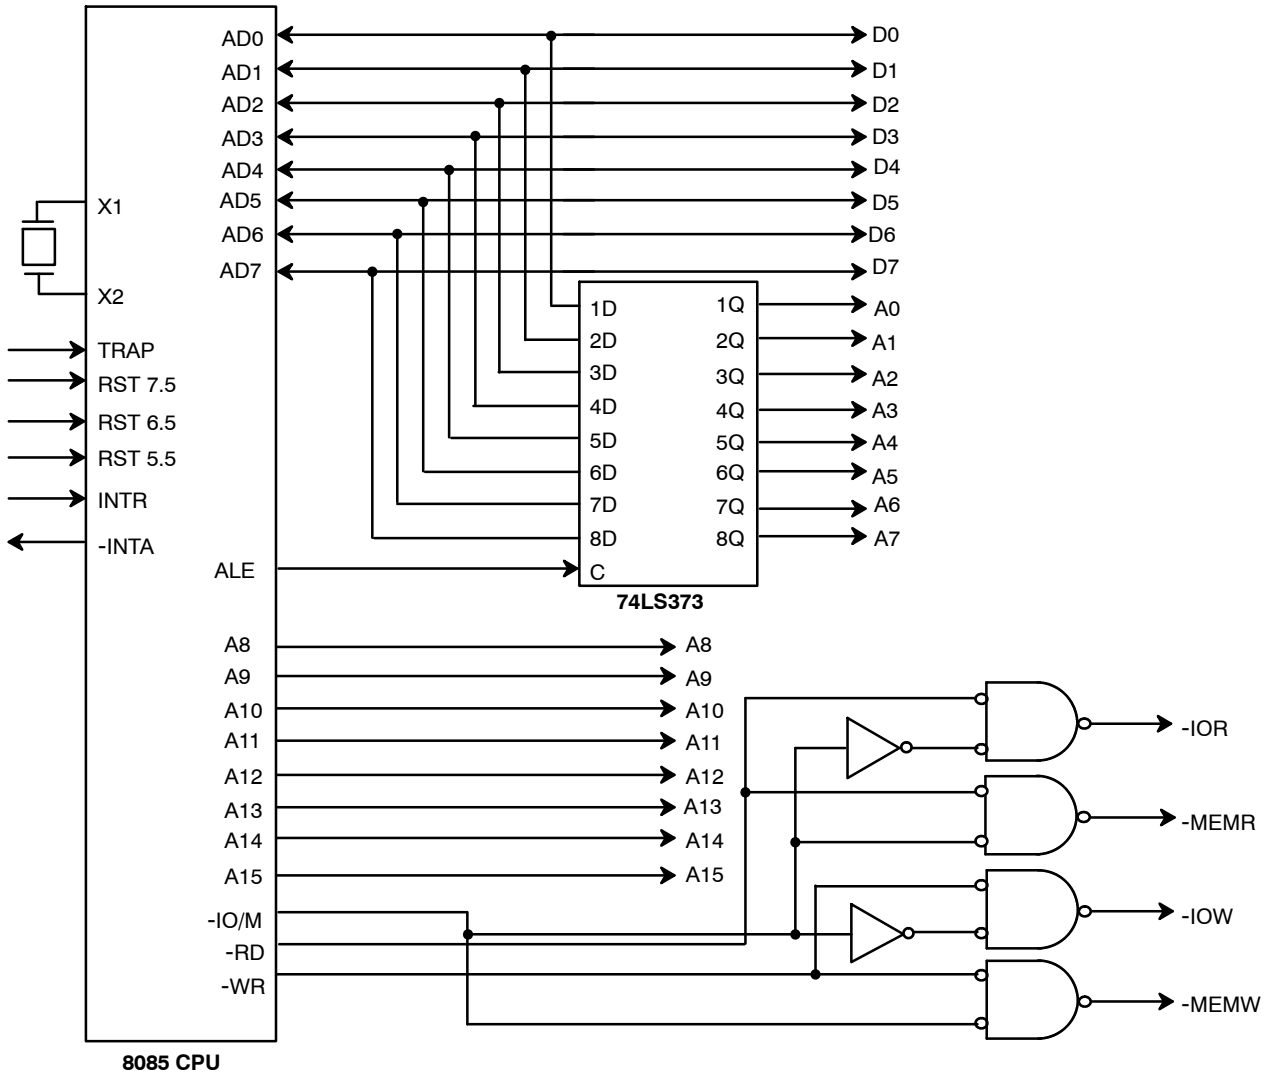 AD0 D0
AD1 D1
AD2 D2
AD3 D3
AD4 D4
AD5 D5
AD6 D6
AD7 D7
X1
X2
TRAP
RST 7.5
RST 6.5
RST 5.5
INTR
-INTA
1D 1Q A0
2D 2Q A1
3D 3Q A2
4D 4Q A3
5D 5Q A4
6D 6Q A5
7D 7Q A6
8D 8Q A7
ALE C
74LS373
A8 A8
A9 A9
A10 A10
A11 A11
A12 A12
A13 A13
A14 A14
A15 A15
-IO/M
-RD
-WR
-IOR
-MEMR
-IOW
-MEMW
8085 CPU